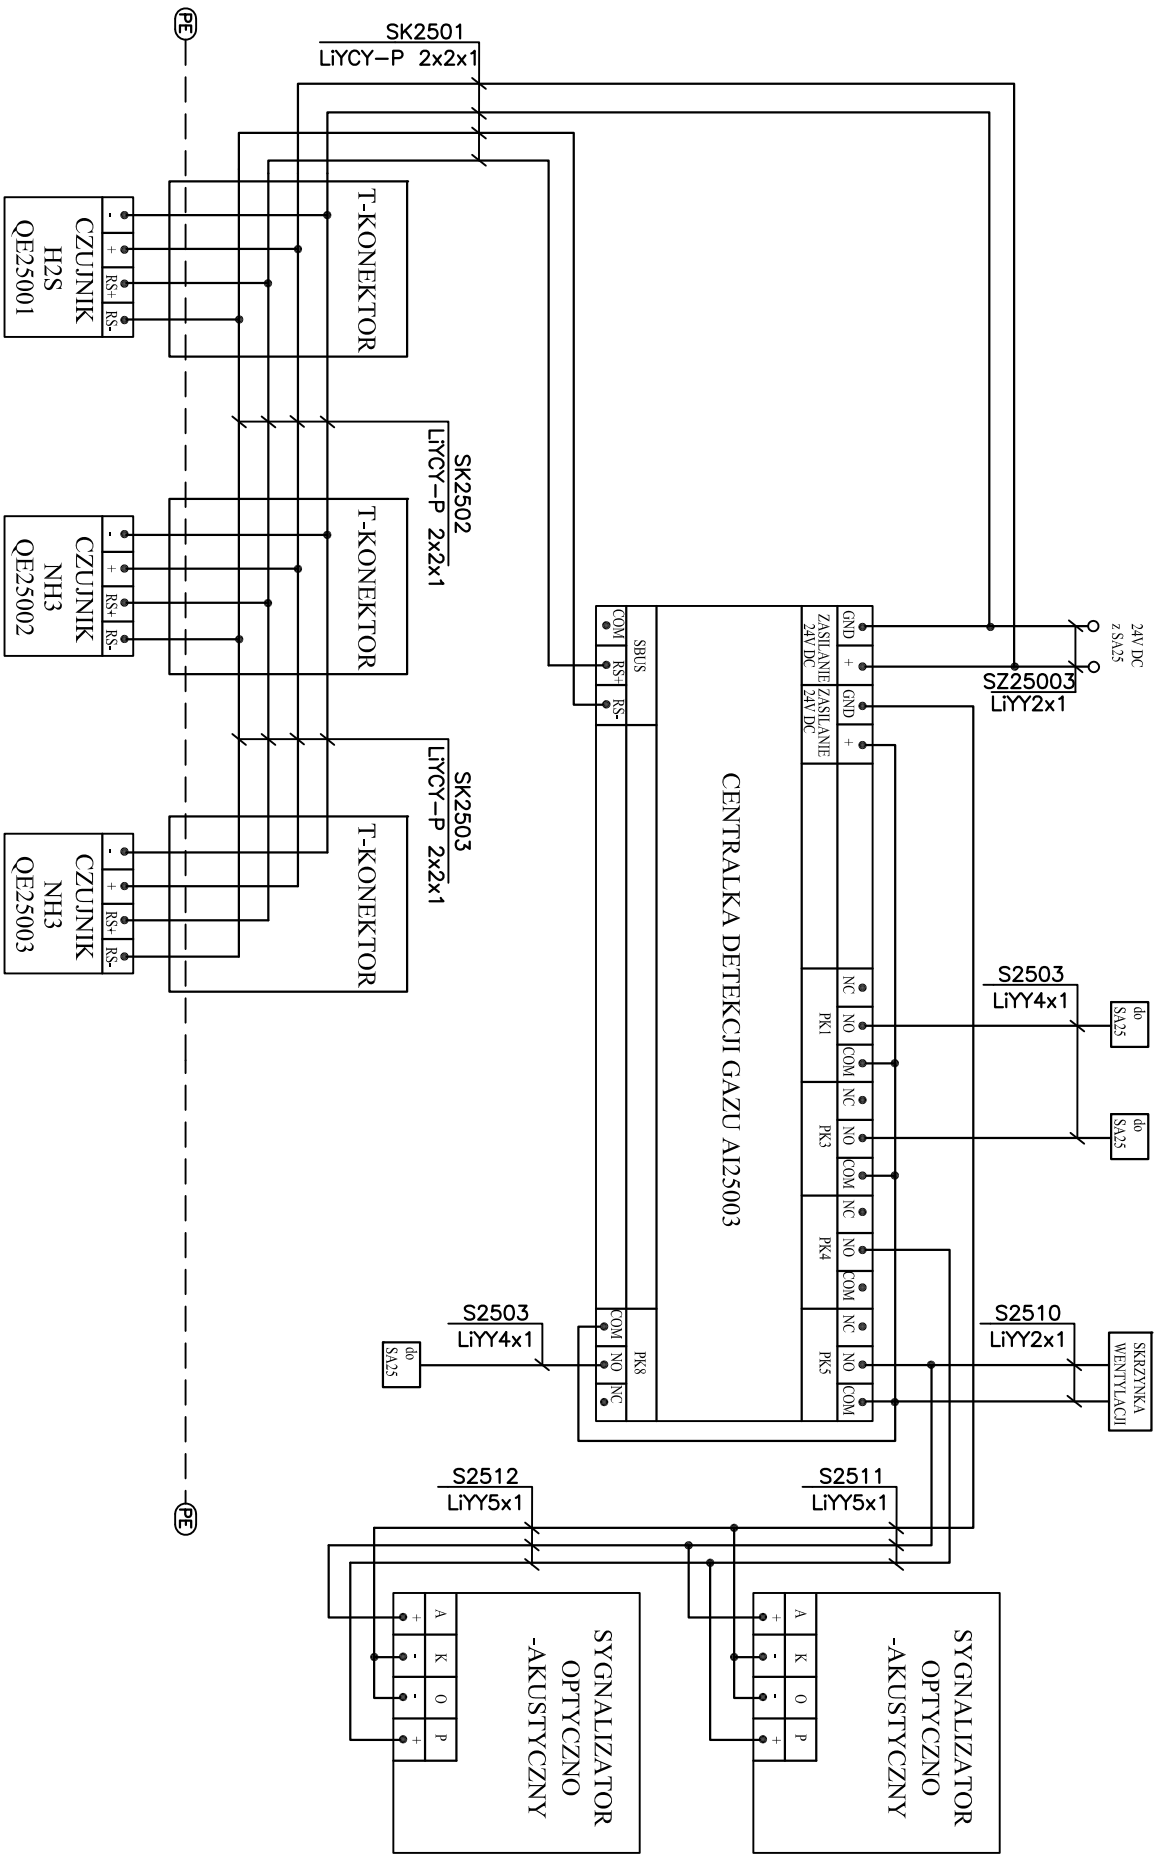 PE
SK2501
LiYCY-P 2x2x1
T-KONEKTOR
- + RS+ RS-
CZUJNIK
H2S
QE25001
SK2502
LiYCY-P 2x2x1
T-KONEKTOR
- + RS+ RS-
CZUJNIK
NH3
QE25002
SK2503
LiYCY-P 2x2x1
T-KONEKTOR
- + RS+ RS-
CZUJNIK
NH3
QE25003
PE
24V DC
z SA25
SZ25003
LiYY2x1
GND + GND +
ZASILANIE
24V DC
ZASILANIE
24V DC
SBUS
COM RS+ RS-
CENTRALKA DETEKCJI GAZU AI25003
NC NO COM
PK1
NC NO COM
PK3
NC NO COM
PK4
NC NO COM
PK5
PK8
COM NO NC
S2503
LiYY4x1
do
SA25
do
SA25
S2510
LiYY2x1
SKRZYNKA
WENTYLACJI
S2503
LiYY4x1
do
SA25
S2511
LiYY5x1
SYGNALIZATOR
OPTYCZNO
-AKUSTYCZNY
A K O P
+ - - +
S2512
LiYY5x1
SYGNALIZATOR
OPTYCZNO
-AKUSTYCZNY
A K O P
+ - - +